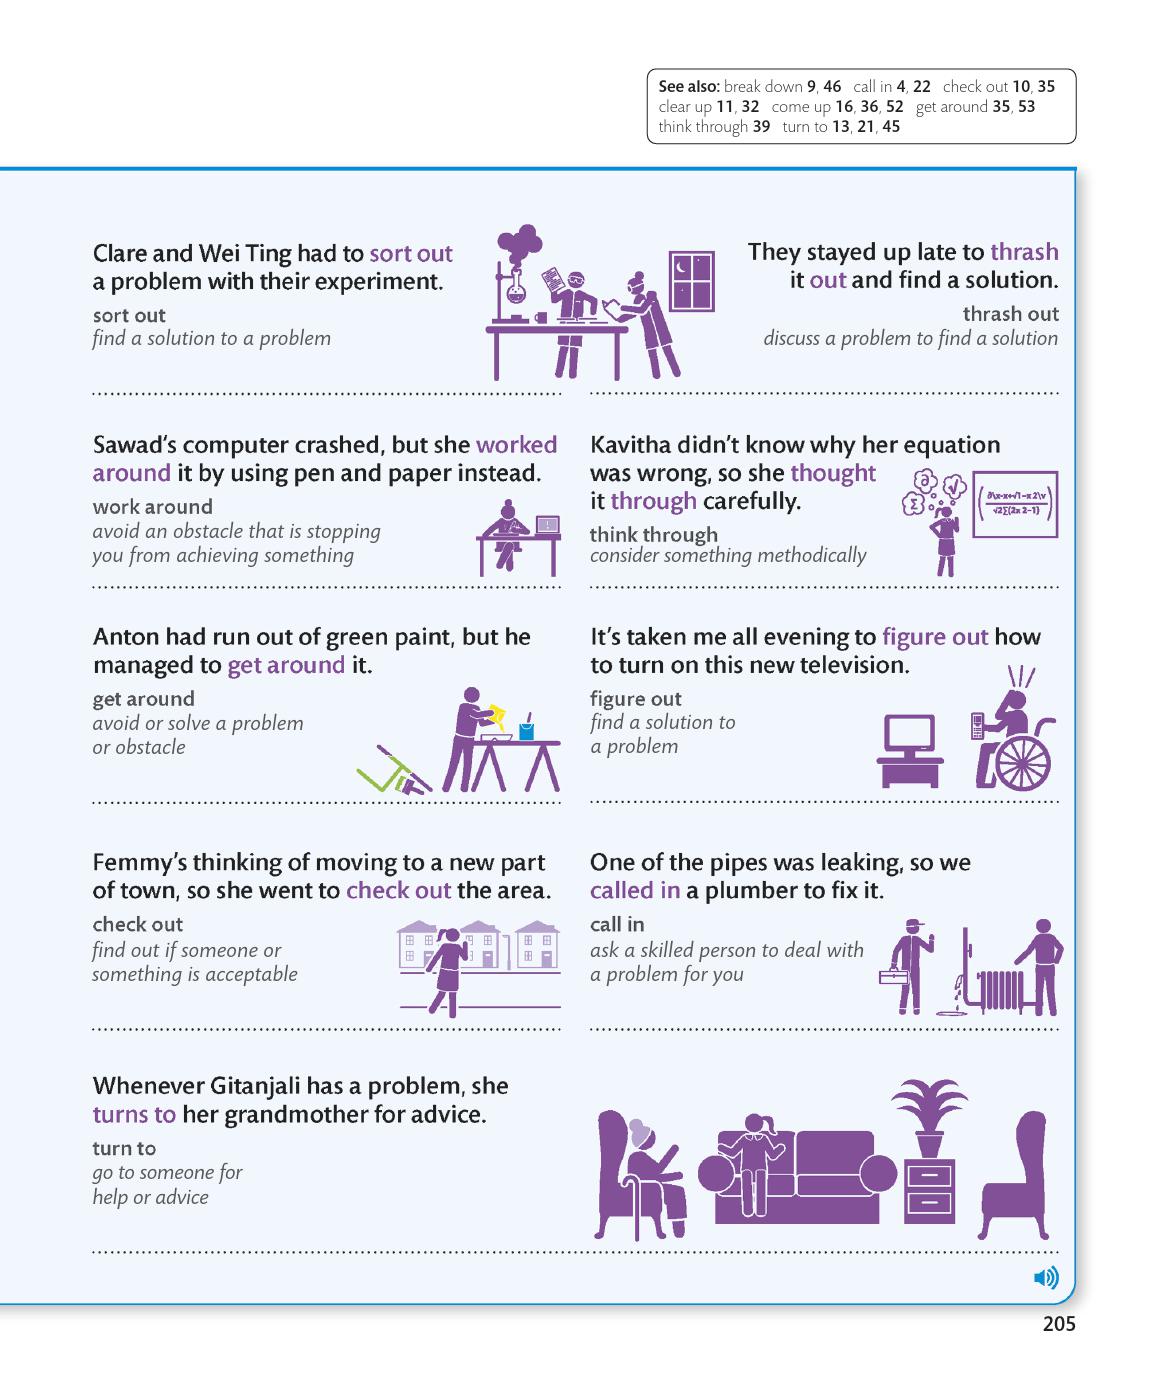 See also: break down 9, 46 call in 4, 22 check out 10, 35
clear up 11, 32 come up 16, 36, 52 get around 35, 53
think through 39 turn to 13, 21, 45
Clare and Wei Ting had to sort out
a problem with their experiment.
sort out
find a solution to a problem
They stayed up late to thrash
it out and find a solution.
thrash out
discuss a problem to find a solution
Sawad's computer crashed, but she worked
around it by using pen and paper instead.
work around
avoid an obstacle that is stopping
you from achieving something
Kavitha didn't know why her equation
was wrong, so she thought
it through carefully.
think through
consider something methodically
Anton had run out of green paint, but he
managed to get around it.
get around
avoid or solve a problem
or obstacle
It's taken me all evening to figure out how
to turn on this new television.
figure out
find a solution to
a problem
Femmy's thinking of moving to a new part
of town, so she went to check out the area.
check out
find out if someone or
something is acceptable
One of the pipes was leaking, so we
called in a plumber to fix it.
call in
ask a skilled person to deal with
a problem for you
Whenever Gitanjali has a problem, she
turns to her grandmother for advice.
turn to
go to someone for
help or advice
205